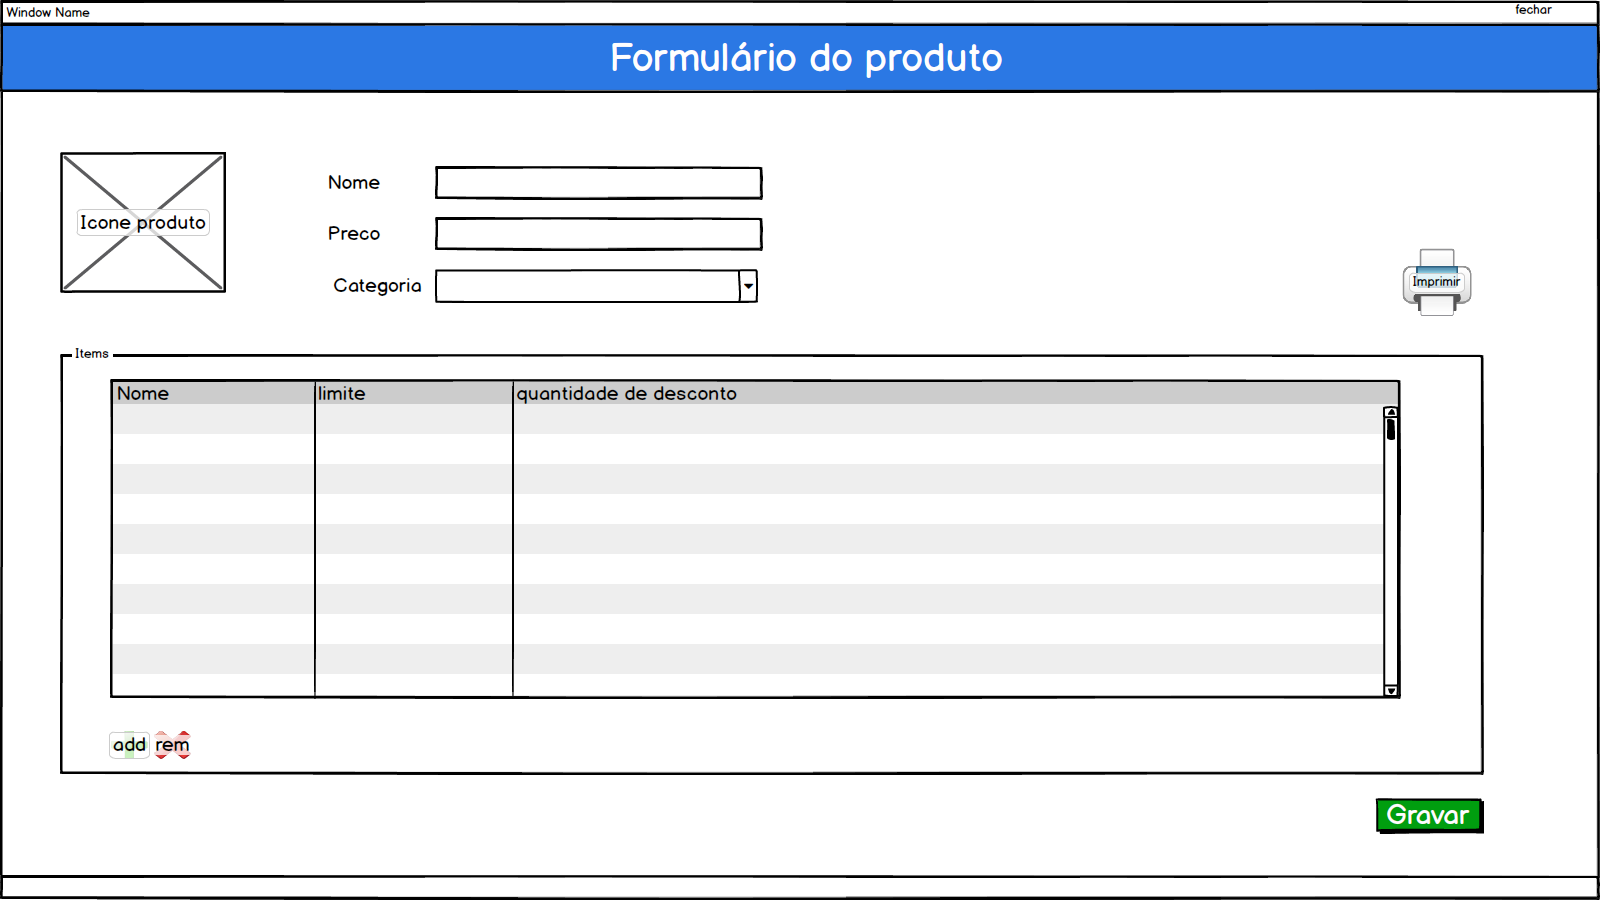 Window Name
fechar
Formulário do produto
Icone produto
Nome
Preco
Categoria
Imprimir
Items
Nome
limite
quantidade de desconto
add
rem
Gravar